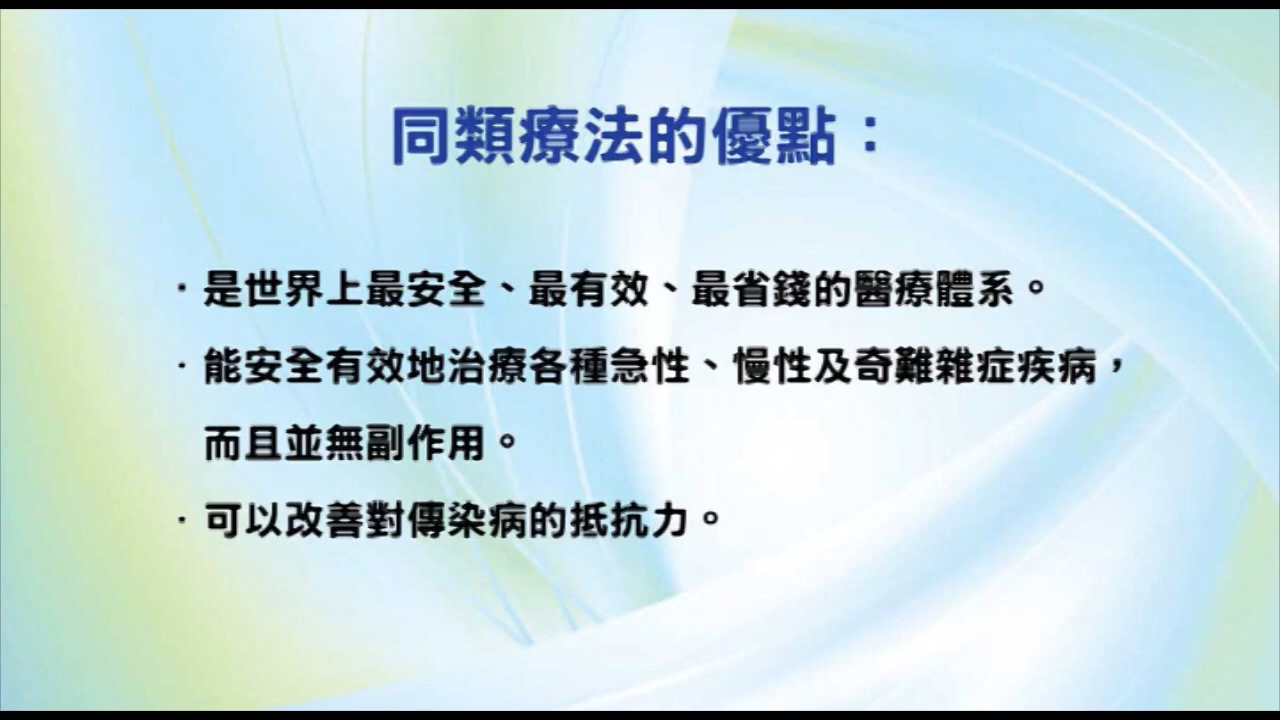 同類療法的優點：
·是世界上最安全、最有效、最省錢的醫療體系。
·能安全有效地治療各種急性、慢性及奇難雜症疾病，
而且並無副作用。
·可以改善對傳染病的抵抗力。